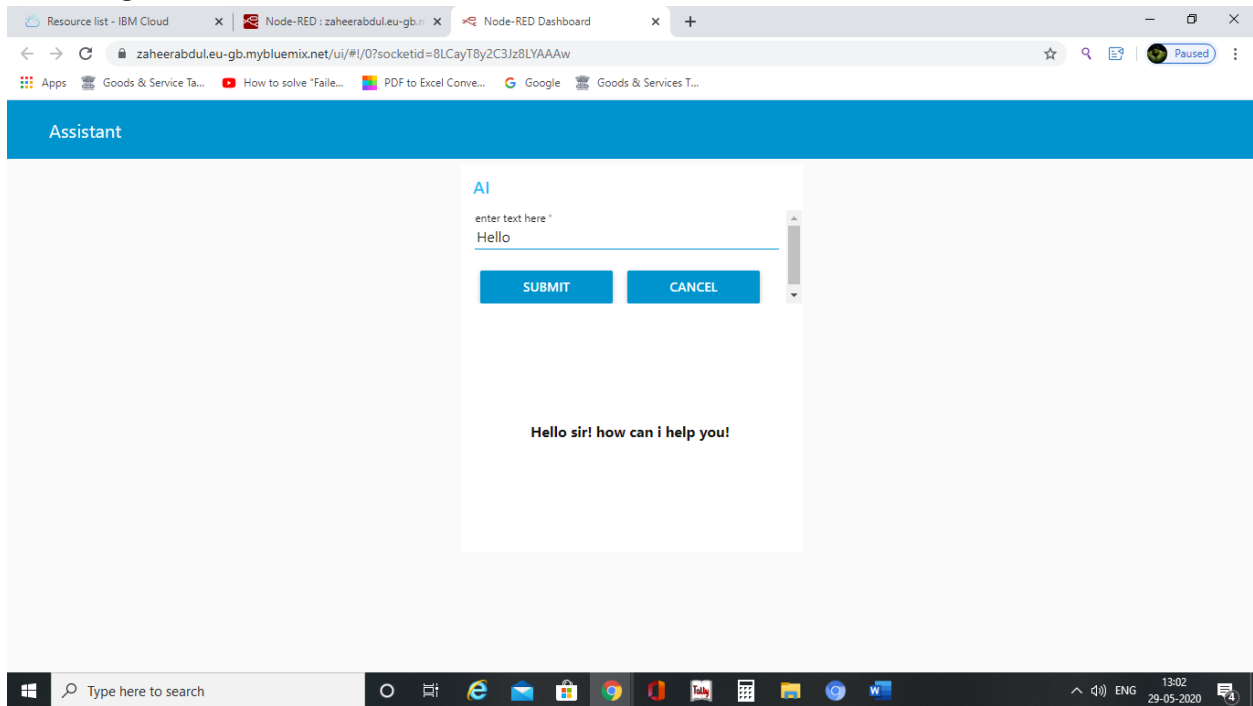 Resource list - IBM Cloud
Node-RED : zaheerabdul.eu-gb.m
Node-RED Dashboard
zaheerabdul.eu-gb.mybluemix.net/ui/#!/0?socketid=8LCayT8y2C3Jz8LYAAAw
Paused
Apps
Goods & Service Ta...
How to solve "Faile...
PDF to Excel Conve...
Google
Goods & Services T...
Assistant
AI
enter text here *
Hello
SUBMIT CANCEL
Hello sir! how can i help you!
Type here to search
Tally
ENG
13:02
29-05-2020
4